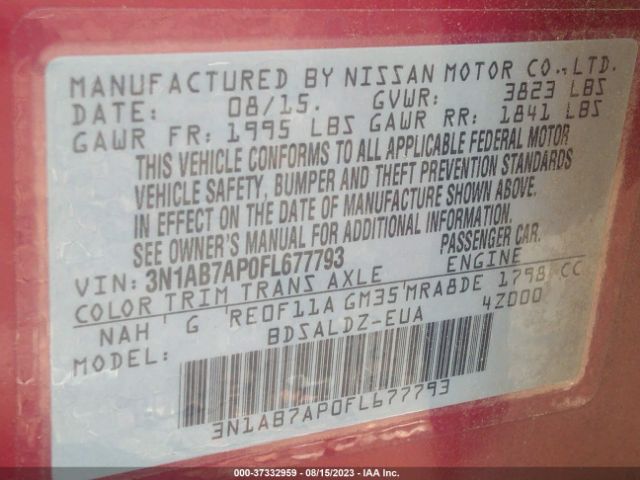 MANUFACTURED BY NISSAN MOTOR CO.,LTD.
DATE: 08/15. GVWR: 3823 LBS
GAWR FR: 1995 LBS GAWR RR: 1841 LBS
THIS VEHICLE CONFORMS TO ALL APPLICABLE FEDERAL MOTOR
VEHICLE SAFETY, BUMPER AND THEFT PREVENTION STANDARDS
IN EFFECT ON THE DATE OF MANUFACTURE SHOWN ABOVE.
SEE OWNER'S MANUAL FOR ADDITIONAL INFORMATION.
VIN: 3N1AB7AP0FL677793 PASSENGER CAR.
COLOR TRIM TRANS AXLE ENGINE
NAH G RE0F11A GM35 MRA8DE 1798 CC
MODEL: BDSALDZ-EUA 4Z000
3N1AB7AP0FL677793
000-37332959 - 08/15/2023 - IAA Inc.